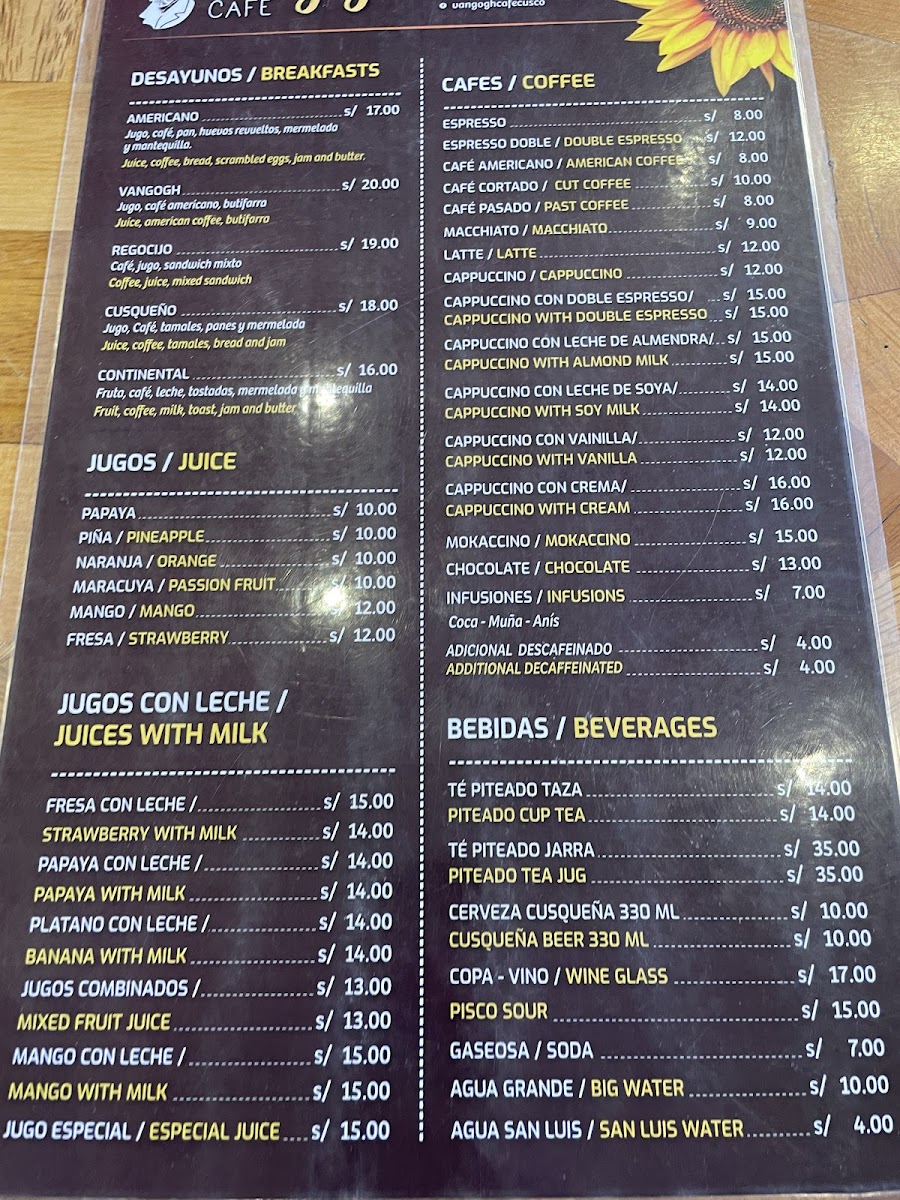 CAFE
vangoghcafecusco
DESAYUNOS / BREAKFASTS
AMERICANO s/ 17.00
Jugo, café, pan, huevos revueltos, mermelada
y mantequilla.
Juice, coffee, bread, scrambled eggs, jam and butter.
VANGOGH s/ 20.00
Jugo, café americano, butifarra
Juice, american coffee, butifarra
REGOCIJO s/ 19.00
Café, jugo, sandwich mixto
Coffee, juice, mixed sandwich
CUSQUEÑO s/ 18.00
Jugo, Café, tamales, panes y mermelada
Juice, coffee, tamales, bread and jam
CONTINENTAL s/ 16.00
Fruta, café, leche, tostadas, mermelada y mantequilla
Fruit, coffee, milk, toast, jam and butter
JUGOS / JUICE
PAPAYA s/ 10.00
PIÑA / PINEAPPLE s/ 10.00
NARANJA / ORANGE s/ 10.00
MARACUYA / PASSION FRUIT s/ 10.00
MANGO / MANGO s/ 12.00
FRESA / STRAWBERRY s/ 12.00
JUGOS CON LECHE /
JUICES WITH MILK
FRESA CON LECHE / s/ 15.00
STRAWBERRY WITH MILK s/ 14.00
PAPAYA CON LECHE / s/ 14.00
PAPAYA WITH MILK s/ 14.00
PLATANO CON LECHE / s/ 14.00
BANANA WITH MILK s/ 14.00
JUGOS COMBINADOS / s/ 13.00
MIXED FRUIT JUICE s/ 13.00
MANGO CON LECHE / s/ 15.00
MANGO WITH MILK s/ 15.00
JUGO ESPECIAL / ESPECIAL JUICE s/ 15.00
CAFES / COFFEE
ESPRESSO s/ 8.00
ESPRESSO DOBLE / DOUBLE ESPRESSO s/ 12.00
CAFÉ AMERICANO / AMERICAN COFFEE s/ 8.00
CAFÉ CORTADO / CUT COFFEE s/ 10.00
CAFÉ PASADO / PAST COFFEE s/ 8.00
MACCHIATO / MACCHIATO s/ 9.00
LATTE / LATTE s/ 12.00
CAPPUCCINO / CAPPUCCINO s/ 12.00
CAPPUCCINO CON DOBLE ESPRESSO/ s/ 15.00
CAPPUCCINO WITH DOUBLE ESPRESSO s/ 15.00
CAPPUCCINO CON LECHE DE ALMENDRA/ s/ 15.00
CAPPUCCINO WITH ALMOND MILK s/ 15.00
CAPPUCCINO CON LECHE DE SOYA/ s/ 14.00
CAPPUCCINO WITH SOY MILK s/ 14.00
CAPPUCCINO CON VAINILLA/ s/ 12.00
CAPPUCCINO WITH VANILLA s/ 12.00
CAPPUCCINO CON CREMA/ s/ 16.00
CAPPUCCINO WITH CREAM s/ 16.00
MOKACCINO / MOKACCINO s/ 15.00
CHOCOLATE / CHOCOLATE s/ 13.00
INFUSIONES / INFUSIONS s/ 7.00
Coca - Muña - Anís
ADICIONAL DESCAFEINADO s/ 4.00
ADDITIONAL DECAFFEINATED s/ 4.00
BEBIDAS / BEVERAGES
TÉ PITEADO TAZA s/ 14.00
PITEADO CUP TEA s/ 14.00
TÉ PITEADO JARRA s/ 35.00
PITEADO TEA JUG s/ 35.00
CERVEZA CUSQUEÑA 330 ML s/ 10.00
CUSQUEÑA BEER 330 ML s/ 10.00
COPA - VINO / WINE GLASS s/ 17.00
PISCO SOUR s/ 15.00
GASEOSA / SODA s/ 7.00
AGUA GRANDE / BIG WATER s/ 10.00
AGUA SAN LUIS / SAN LUIS WATER s/ 4.00